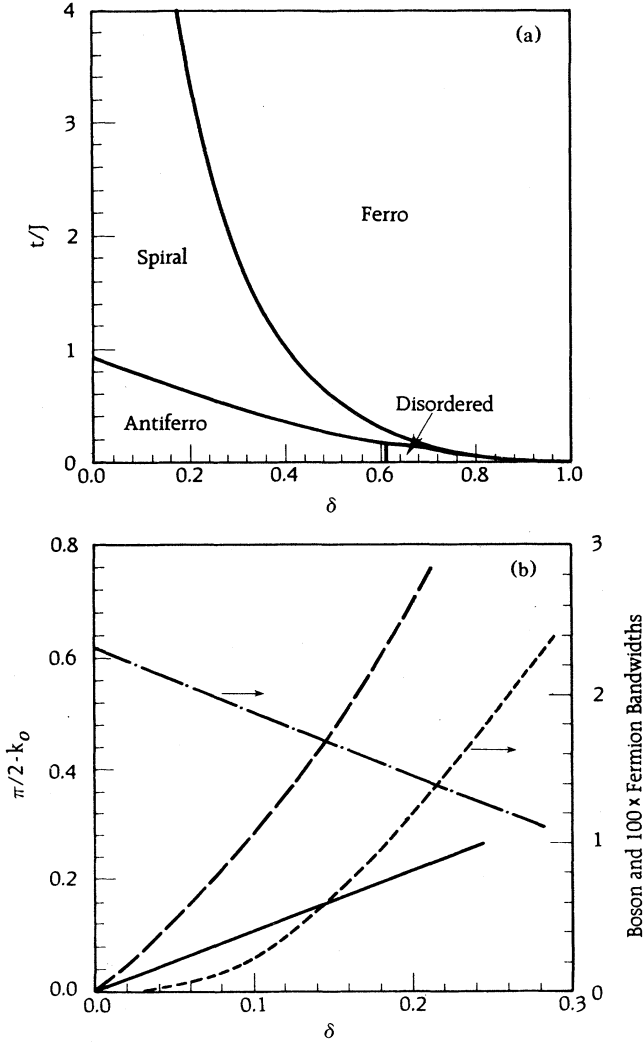 4
(a)
3
t/J
Ferro
2
Spiral
1
Disordered
Antiferro
0
0.0 0.2 0.4 0.6 0.8 1.0
δ
0.8 3
(b)
0.6
2
π/2-k₀
0.4
Boson and 100 x Fermion Bandwidths
1
0.2
0.0 0
0.0 0.1 0.2 0.3
δ